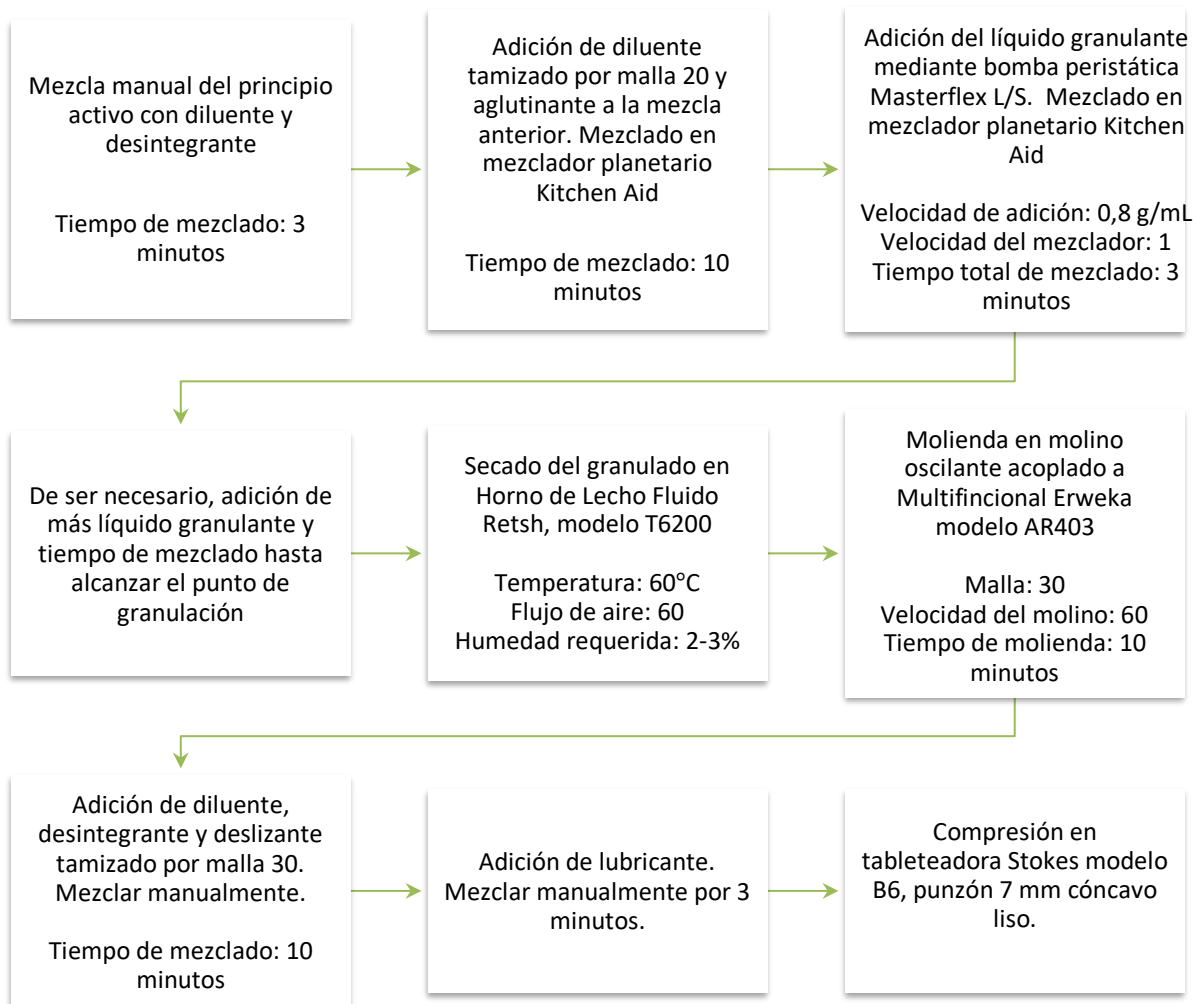 Mezcla manual del principio
activo con diluente y
desintegrante
Tiempo de mezclado: 3
minutos
Adición de diluente
tamizado por malla 20 y
aglutinante a la mezcla
anterior. Mezclado en
mezclador planetario
Kitchen Aid
Tiempo de mezclado: 10
minutos
Adición del líquido granulante
mediante bomba peristática
Masterflex L/S. Mezclado en
mezclador planetario Kitchen
Aid
Velocidad de adición: 0,8 g/mL
Velocidad del mezclador: 1
Tiempo total de mezclado: 3
minutos
De ser necesario, adición de
más líquido granulante y
tiempo de mezclado hasta
alcanzar el punto de
granulación
Secado del granulado en
Horno de Lecho Fluido
Retsh, modelo T6200
Temperatura: 60°C
Flujo de aire: 60
Humedad requerida: 2-3%
Molienda en molino
oscilante acoplado a
Multifincional Erweka
modelo AR403
Malla: 30
Velocidad del molino: 60
Tiempo de molienda: 10
minutos
Adición de diluente,
desintegrante y deslizante
tamizado por malla 30.
Mezclar manualmente.
Tiempo de mezclado: 10
minutos
Adición de lubricante.
Mezclar manualmente por 3
minutos.
Compresión en
tableteadora Stokes modelo
B6, punzón 7 mm cóncavo
liso.